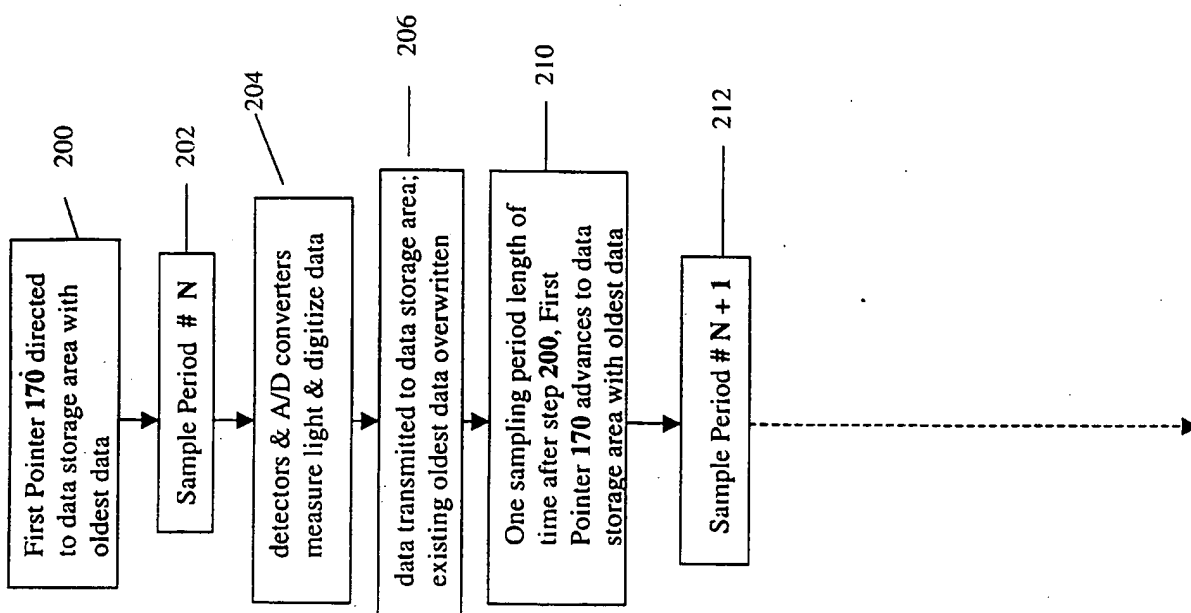 200
First Pointer 170 directed
to data storage area with
oldest data
202
Sample Period # N
204
detectors & A/D converters
measure light & digitize data
206
data transmitted to data storage area;
existing oldest data overwritten
210
One sampling period length of
time after step 200, First
Pointer 170 advances to data
storage area with oldest data
212
Sample Period # N + 1